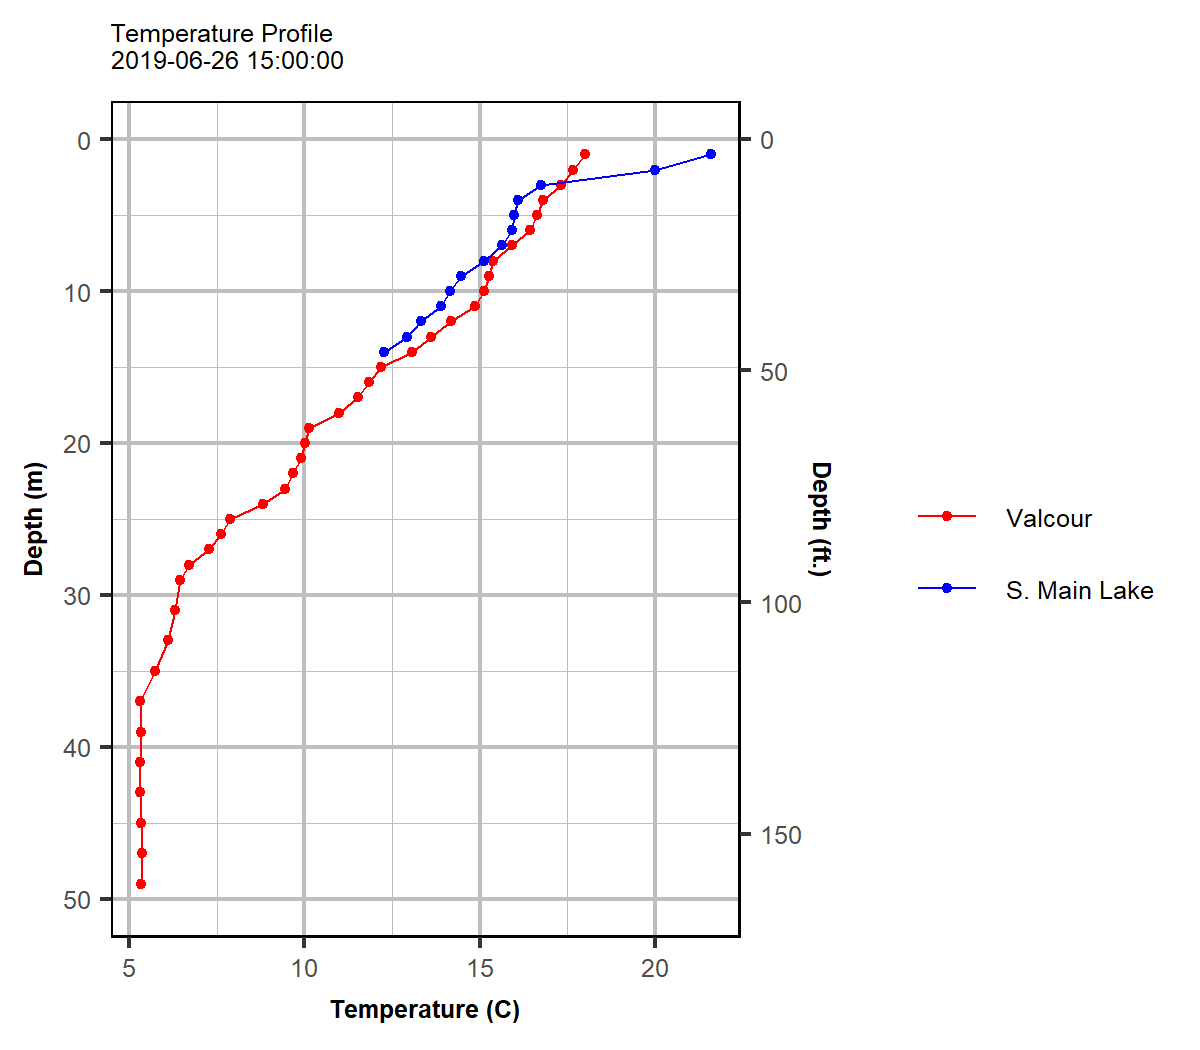 Temperature Profile
2019-06-26 15:00:00
0
10
20
30
40
50
Depth (m)
0
50
100
150
Depth (ft.)
5 10 15 20
Temperature (C)
Valcour
S. Main Lake